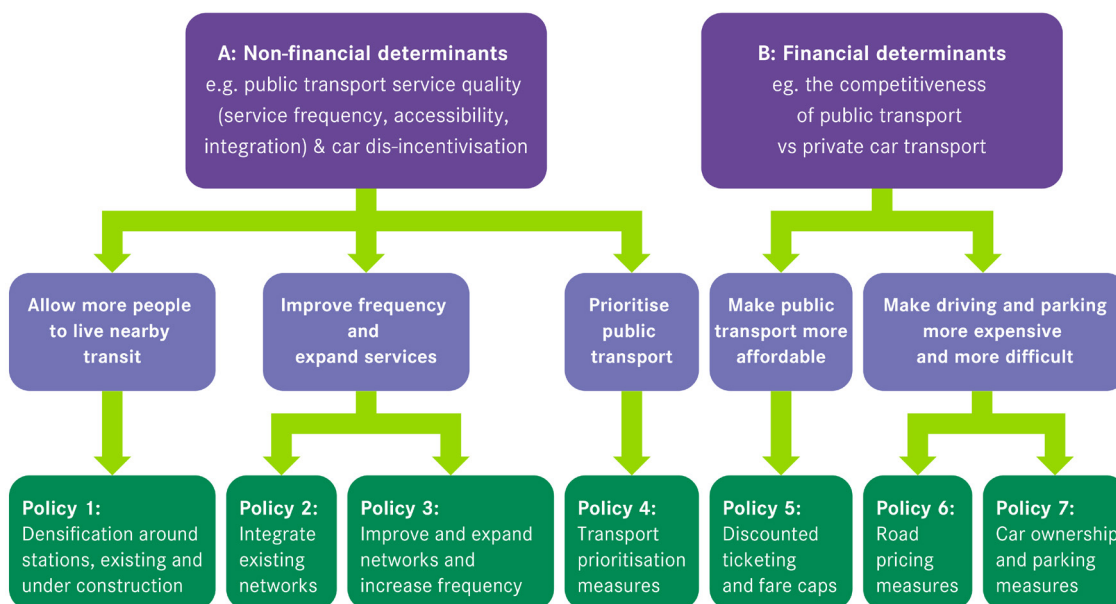 A: Non-financial determinants
e.g. public transport service quality
(service frequency, accessibility,
integration) & car dis-incentivisation
B: Financial determinants
eg. the competitiveness
of public transport
vs private car transport
Allow more people
to live nearby
transit
Improve frequency
and
expand services
Prioritise
public
transport
Make public
transport more
affordable
Make driving and parking
more expensive
and more difficult
Policy 1:
Densification around
stations, existing and
under construction
Policy 2:
Integrate
existing
networks
Policy 3:
Improve and expand
networks and
increase frequency
Policy 4:
Transport
prioritisation
measures
Policy 5:
Discounted
ticketing
and fare caps
Policy 6:
Road
pricing
measures
Policy 7:
Car ownership
and parking
measures